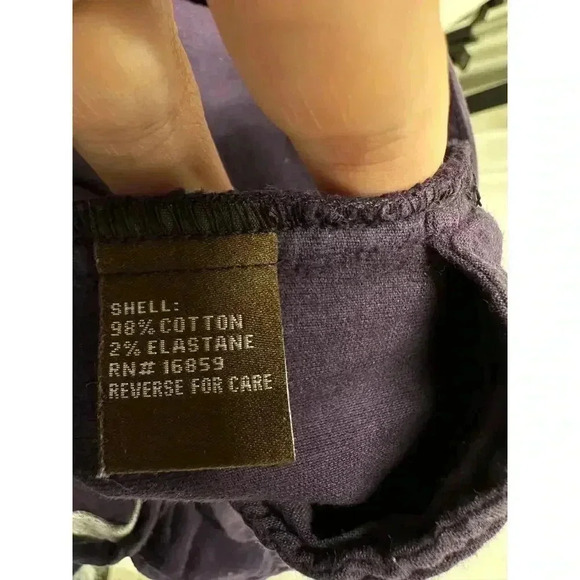 SHELL:
98% COTTON
2% ELASTANE
RN# 16859
REVERSE FOR CARE